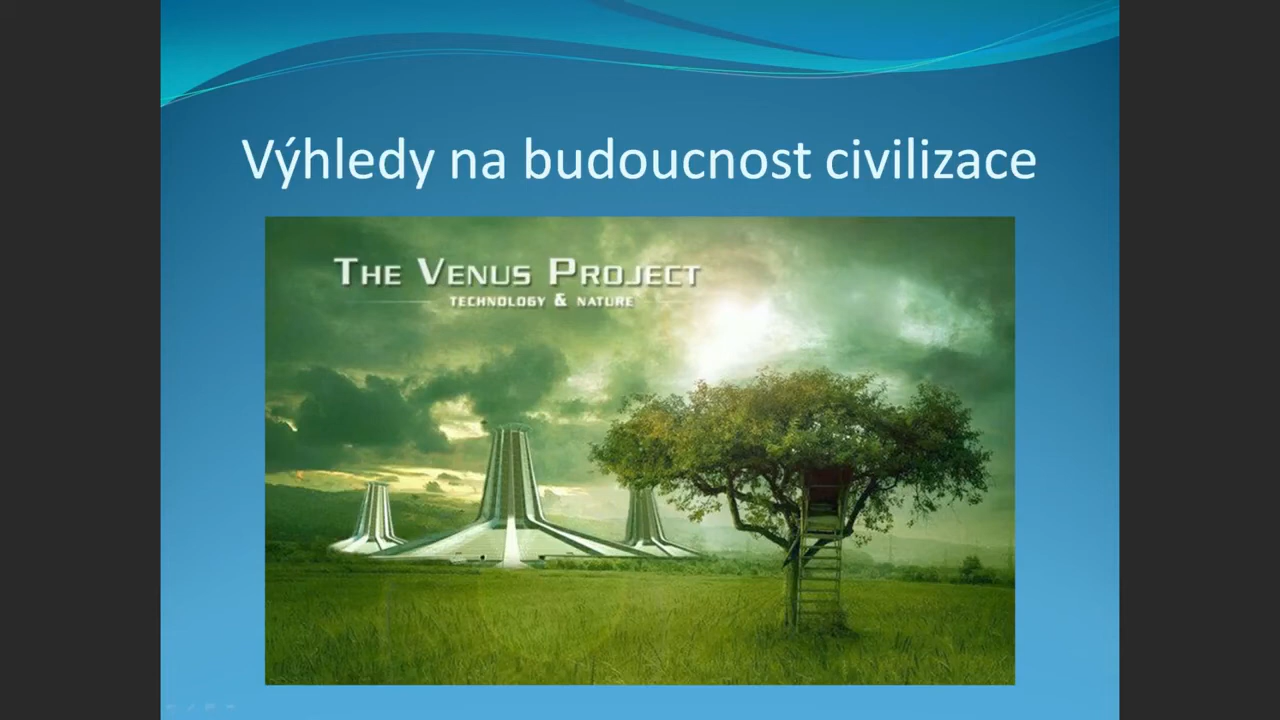 Výhledy na budoucnost civilizace
THE VENUS PROJECT
TECHNOLOGY & NATURE